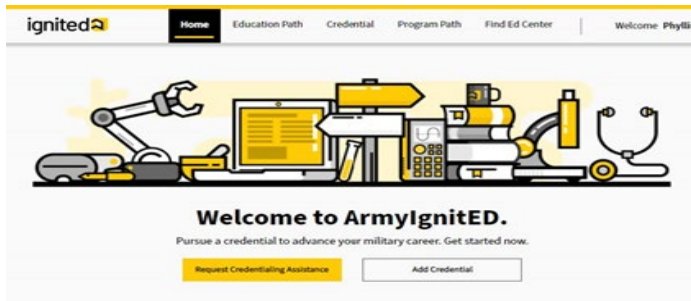 ignited
Home Education Path Credential Program Path Find Ed Center Welcome Phylli
Welcome to ArmyIgnitED.
Pursue a credential to advance your military career. Get started now.
Request Credentialing Assistance Add Credential